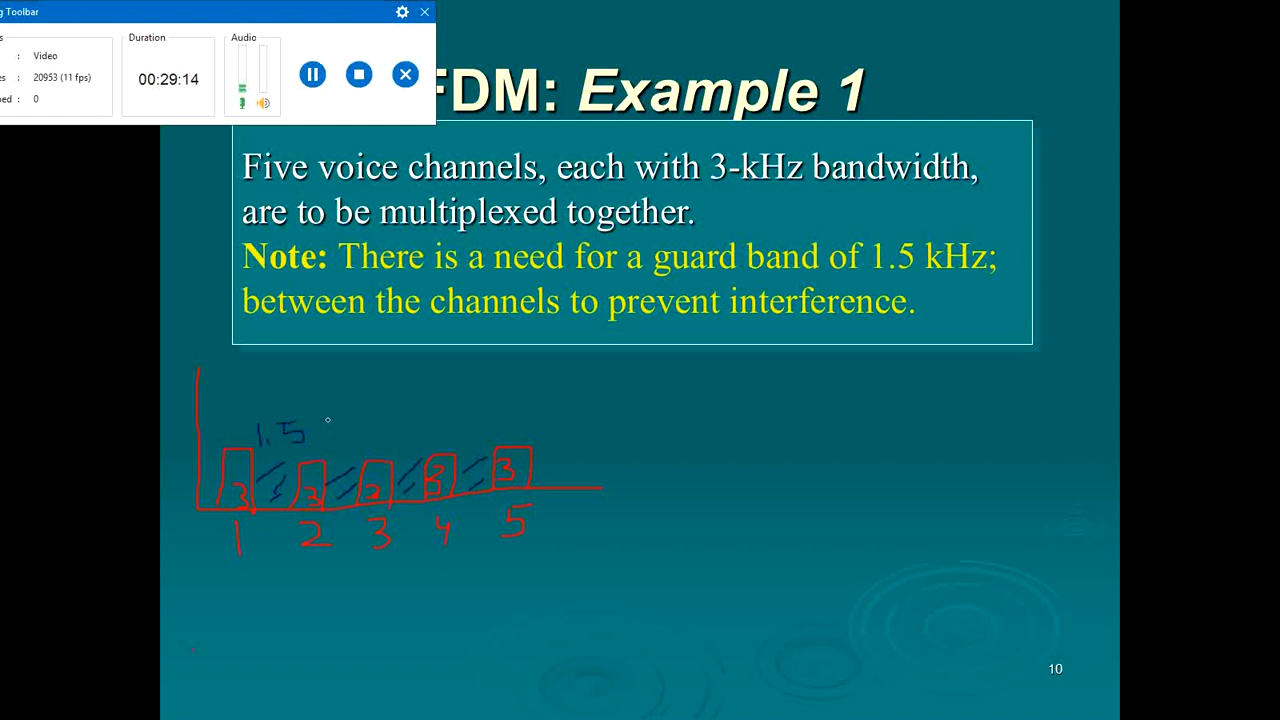 g Toolbar
s
Duration
Audio
: Video
es : 20953 (11 fps)
ped : 0
00:29:14
FDM: Example 1
Five voice channels, each with 3-kHz bandwidth,
are to be multiplexed together.
Note: There is a need for a guard band of 1.5 kHz;
between the channels to prevent interference.
1.5
3 3 3 3 3
1 2 3 4 5
10